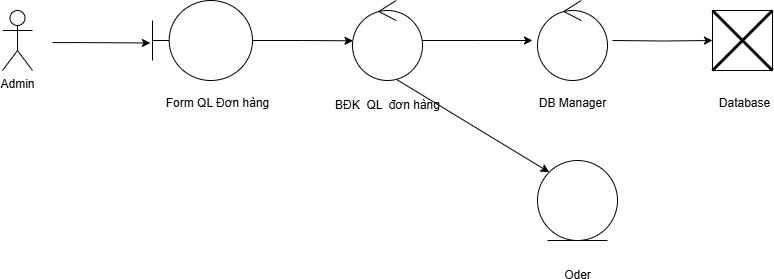 Admin
Form QL Đơn hàng
BĐK QL đơn hàng
DB Manager
Database
Oder